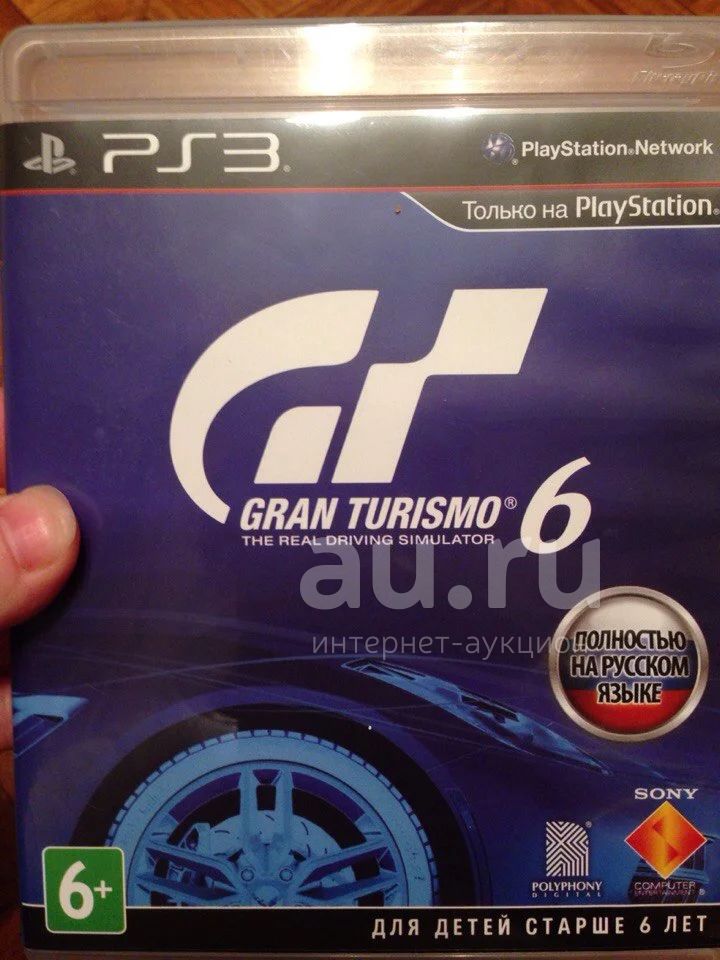 PS3
PlayStation®Network
Только на PlayStation®
GRAN TURISMO® 6
THE REAL DRIVING SIMULATOR
au.ru
интернет-аукцион
ПОЛНОСТЬЮ
НА РУССКОМ
ЯЗЫКЕ
SONY
POLYPHONY
DIGITAL
COMPUTER
ENTERTAINMENT®
6+
ДЛЯ ДЕТЕЙ СТАРШЕ 6 ЛЕТ